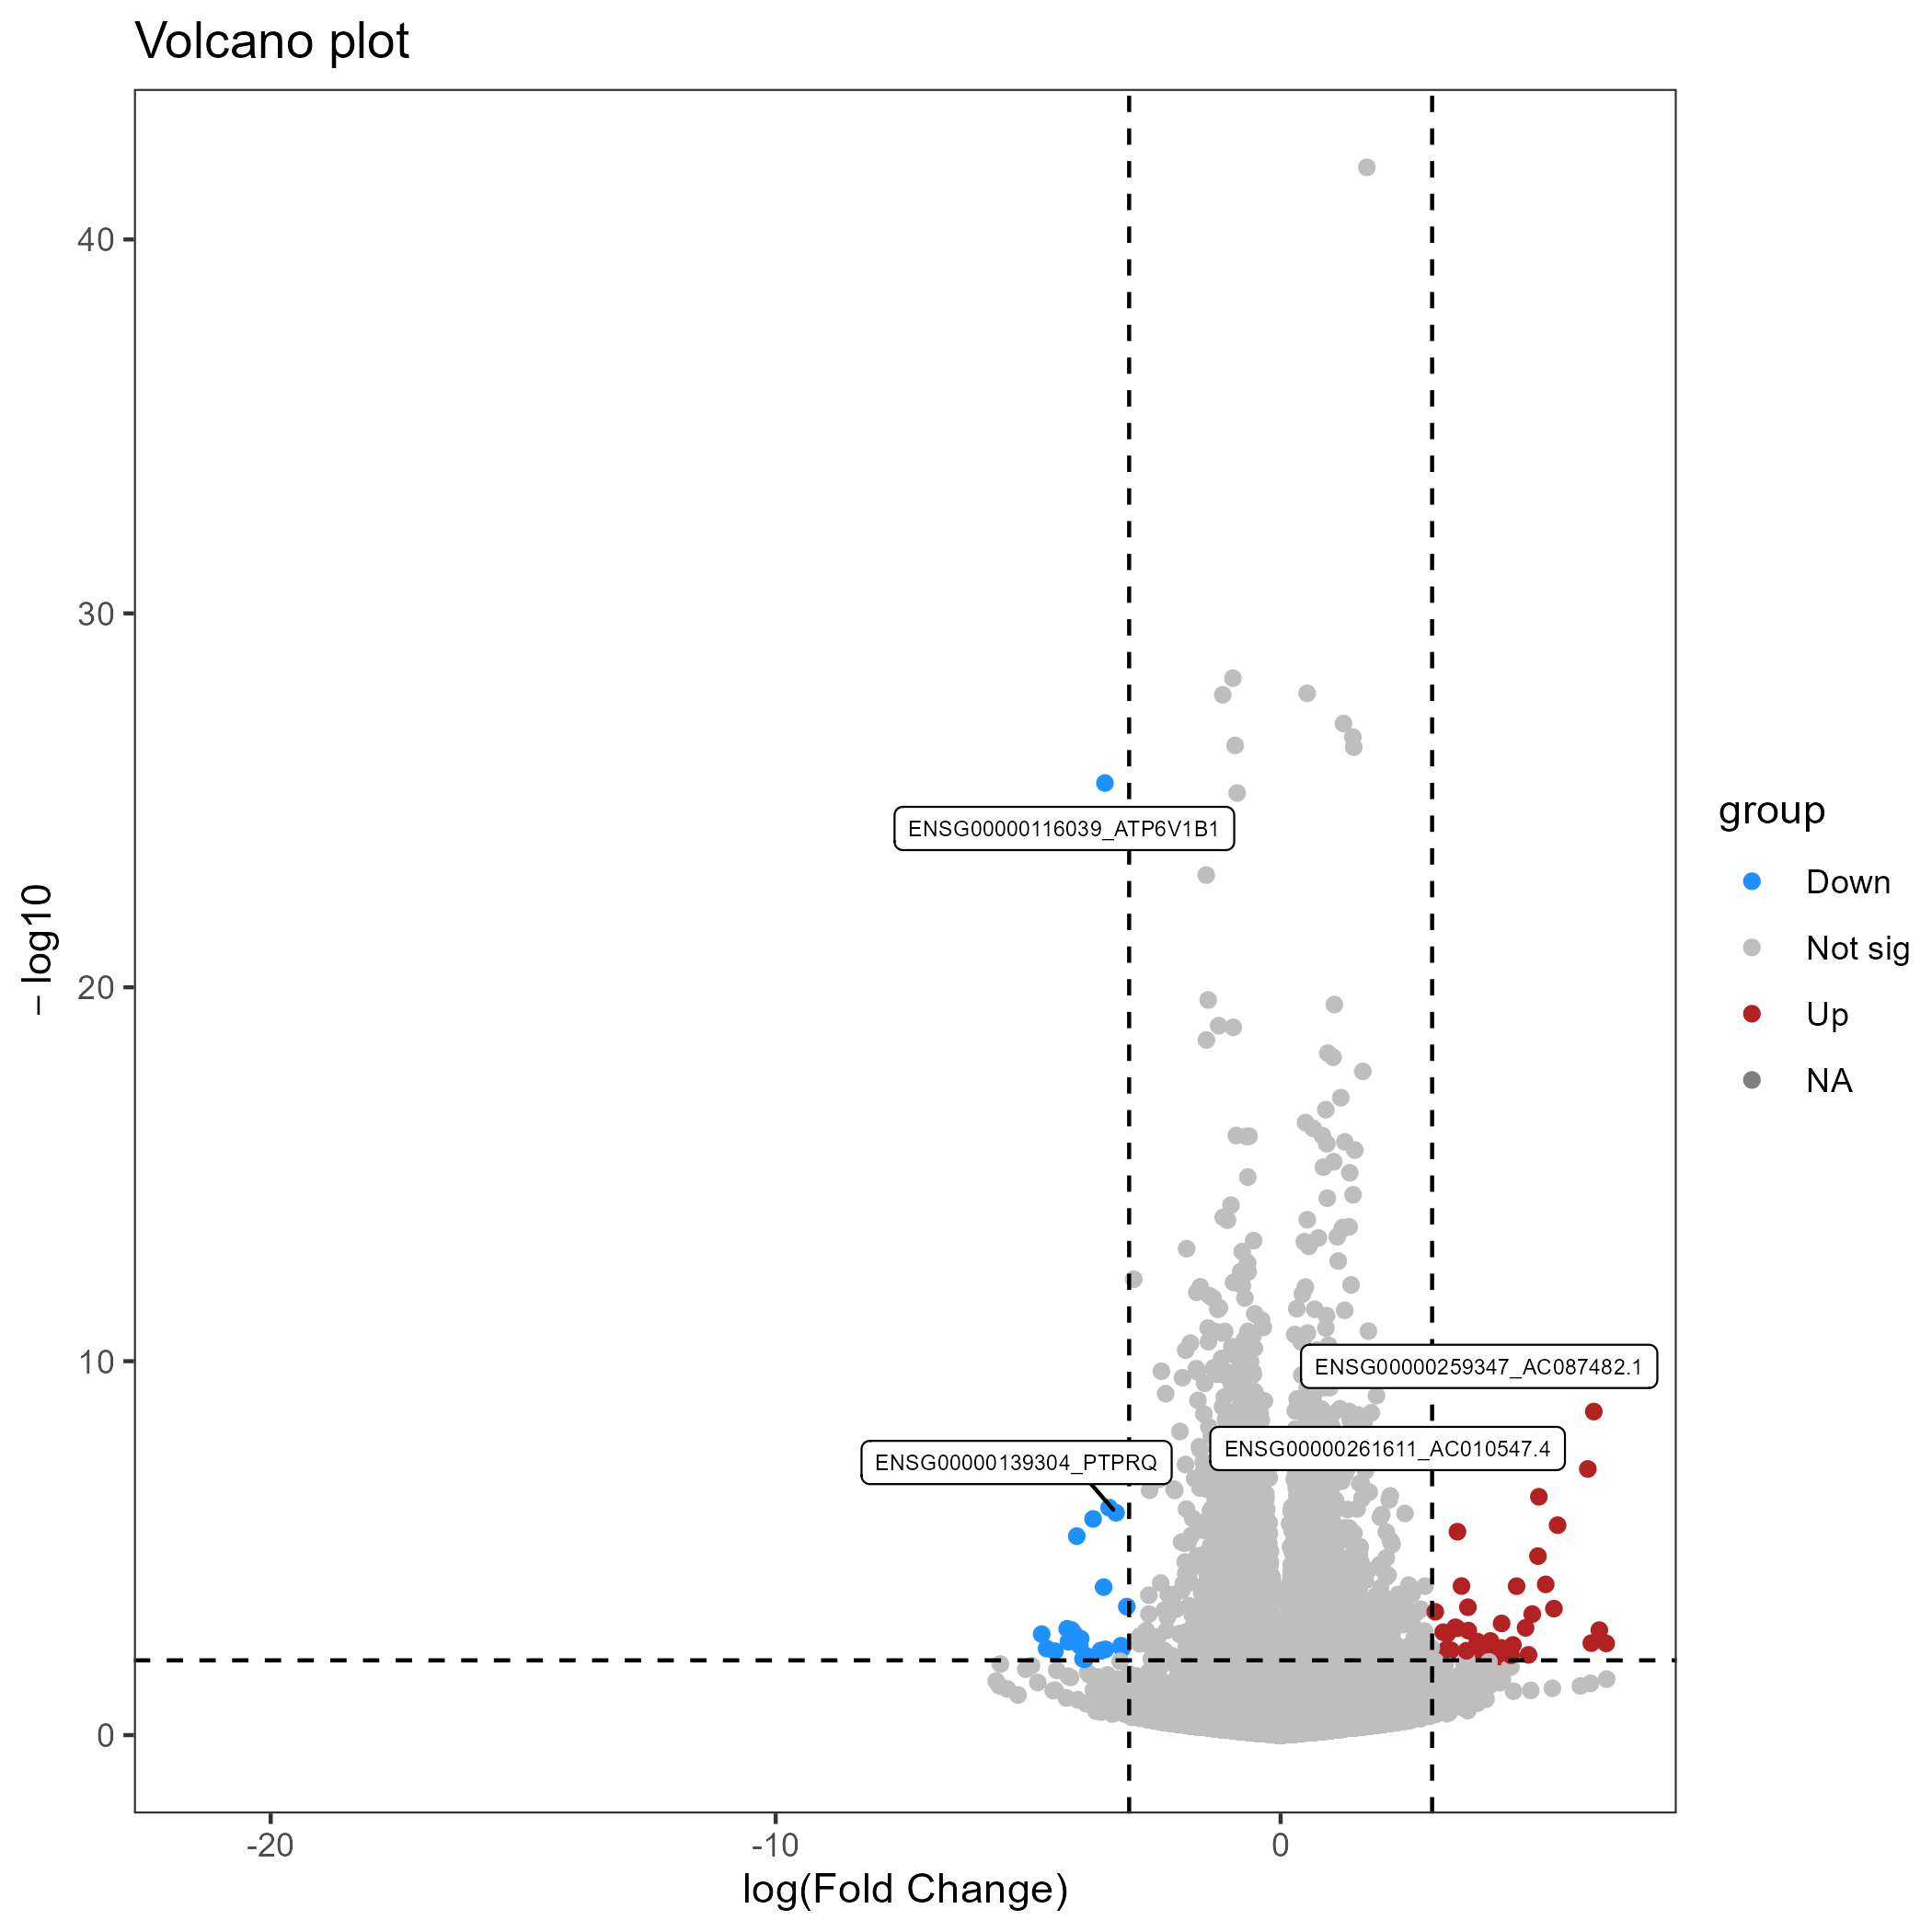 Volcano plot
40
30
20
10
0
– log10
ENSG00000116039_ATP6V1B1
ENSG00000259347_AC087482.1
ENSG00000261611_AC010547.4
ENSG00000139304_PTPRQ
-20
-10
0
log(Fold Change)
group
Down
Not sig
Up
NA